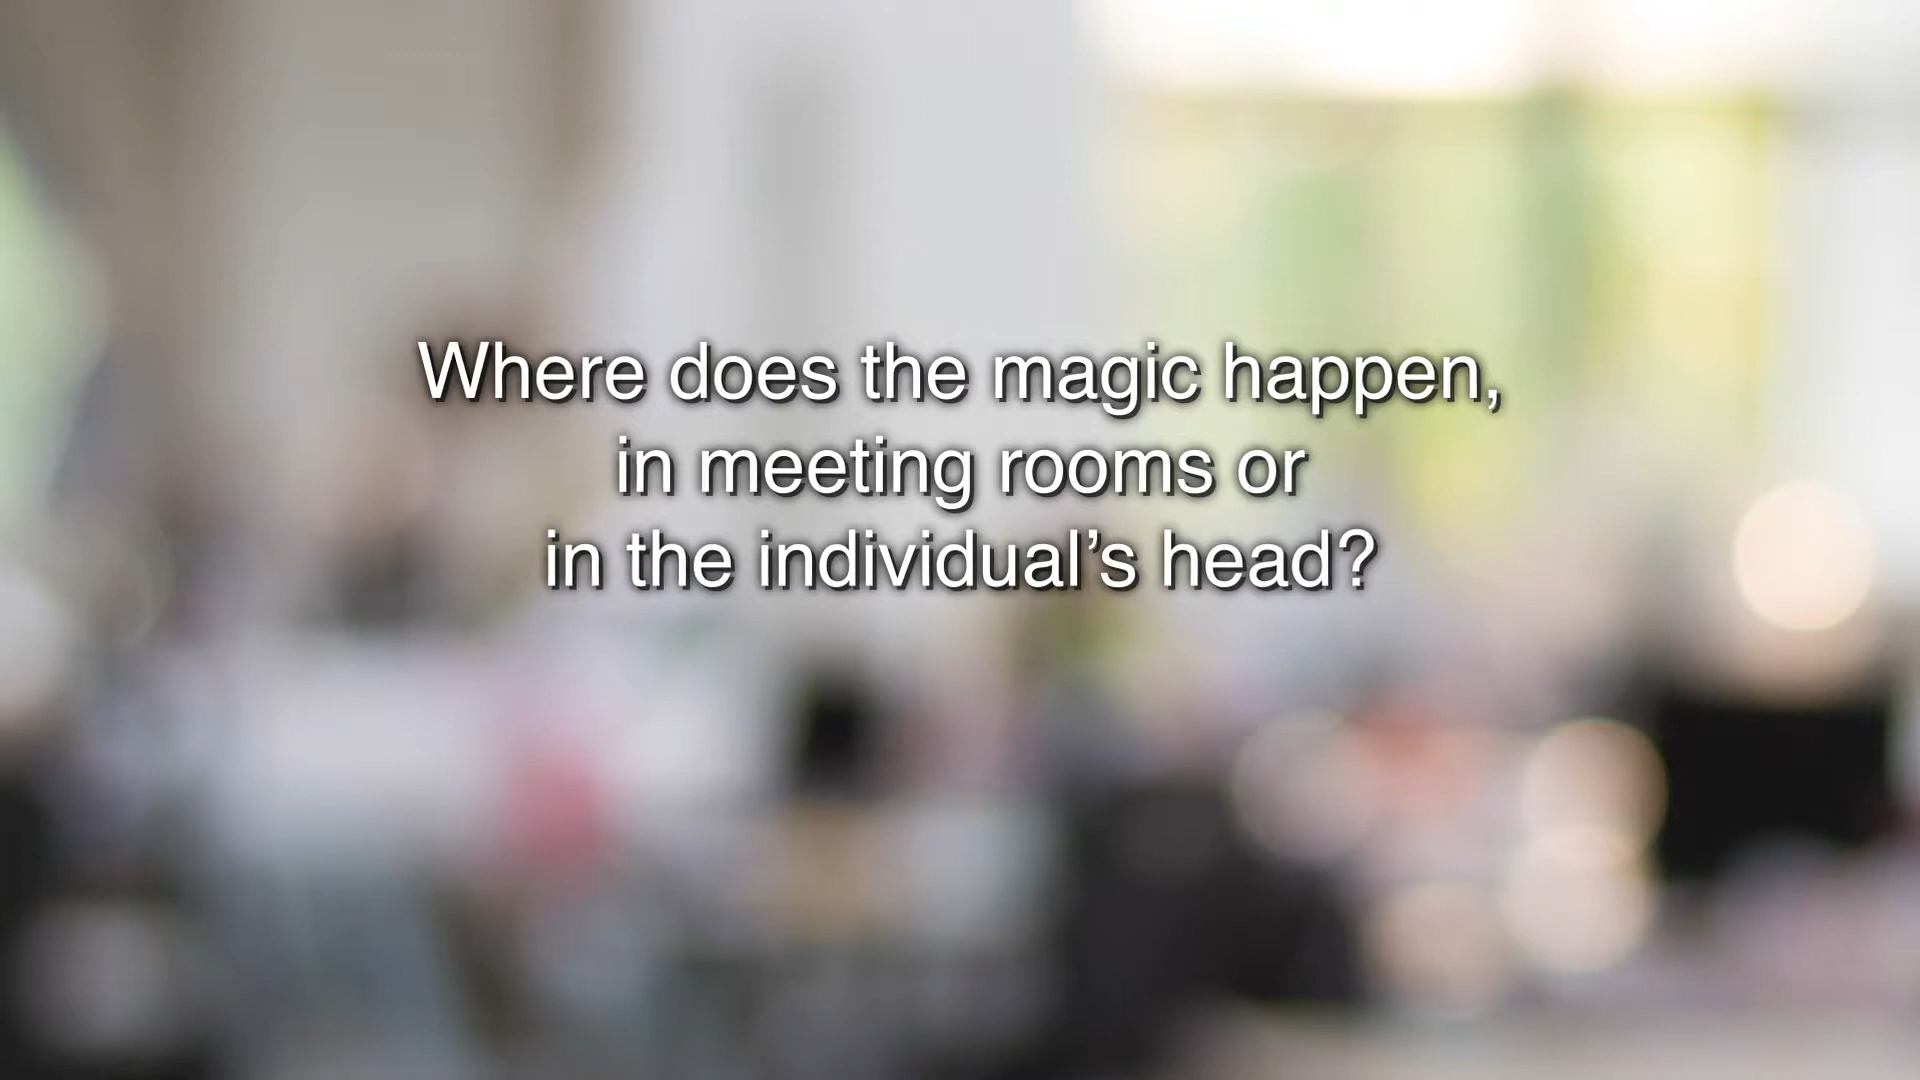 Where does the magic happen,
in meeting rooms or
in the individual’s head?